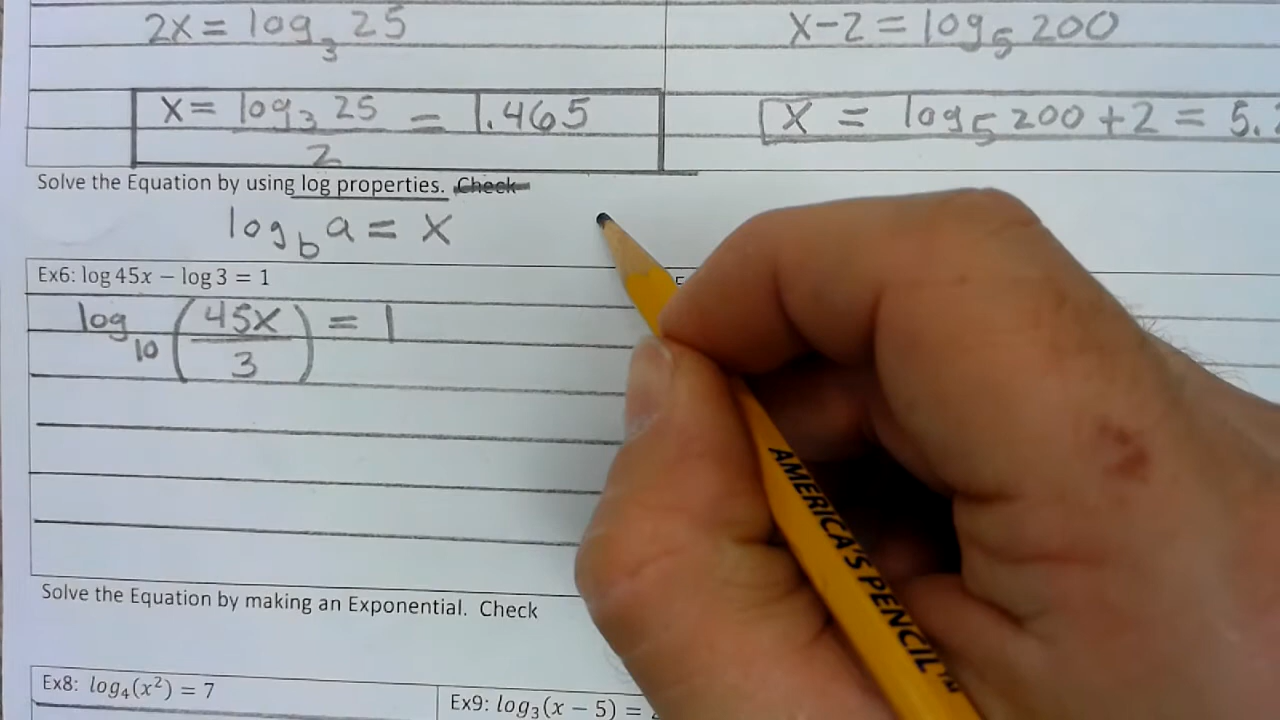 2x = log₃ 25
x-2 = log₅ 200
x = log₃ 25 / 2 = 1.465
x = log₅ 200 + 2 = 5.
Solve the Equation by using log properties. Check
log_b a = x
Ex6: log 45x − log 3 = 1
log₁₀ (45x / 3) = 1
Solve the Equation by making an Exponential. Check
Ex8: log₄(x²) = 7
Ex9: log₃(x − 5) =
AMERICA'S PENCIL™